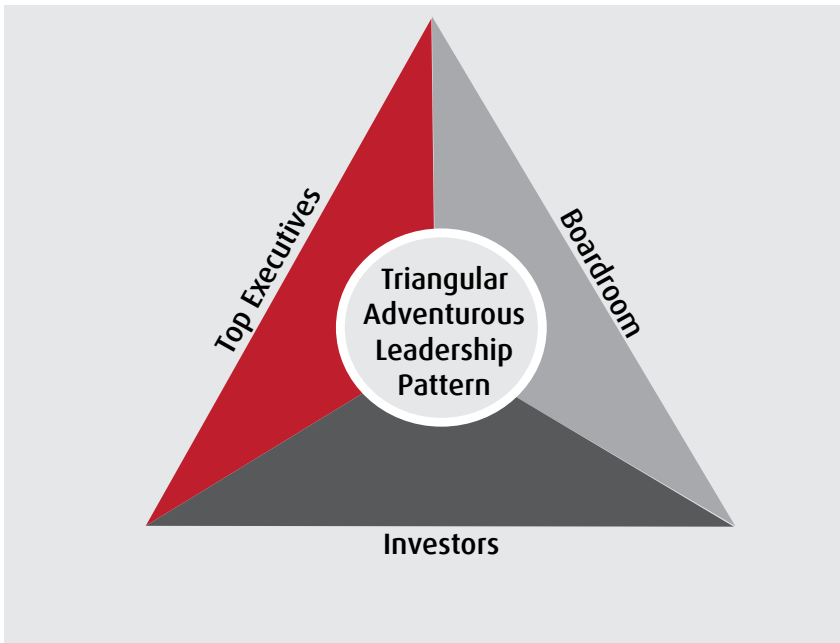 Top Executives
Boardroom
Triangular
Adventurous
Leadership
Pattern
Investors